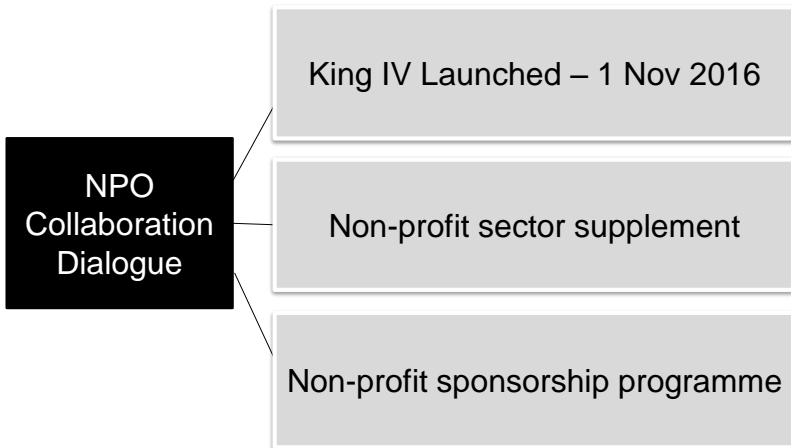 King IV Launched – 1 Nov 2016
NPO
Collaboration
Dialogue
Non-profit sector supplement
Non-profit sponsorship programme